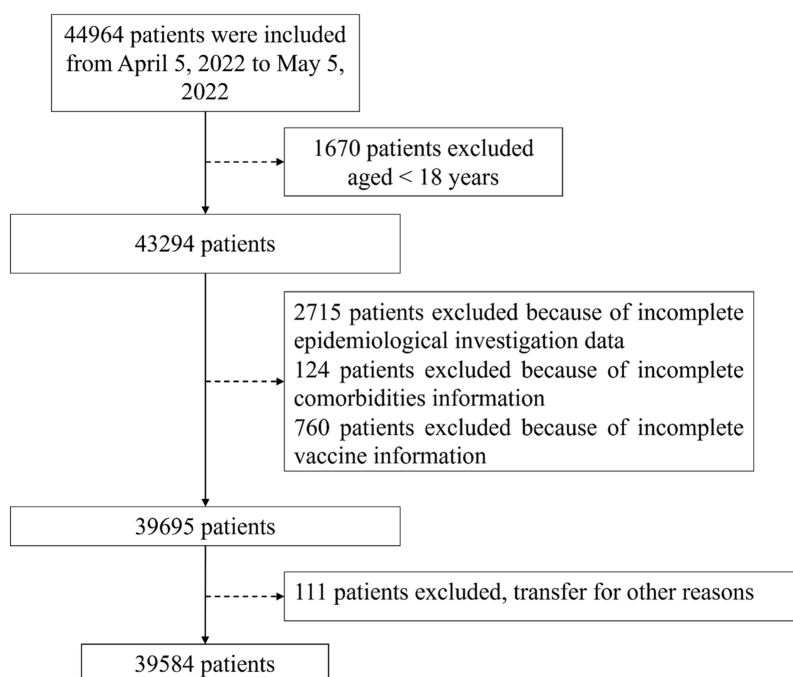 44964 patients were included
from April 5, 2022 to May 5,
2022
1670 patients excluded
aged < 18 years
43294 patients
2715 patients excluded because of incomplete
epidemiological investigation data
124 patients excluded because of incomplete
comorbidities information
760 patients excluded because of incomplete
vaccine information
39695 patients
111 patients excluded, transfer for other reasons
39584 patients